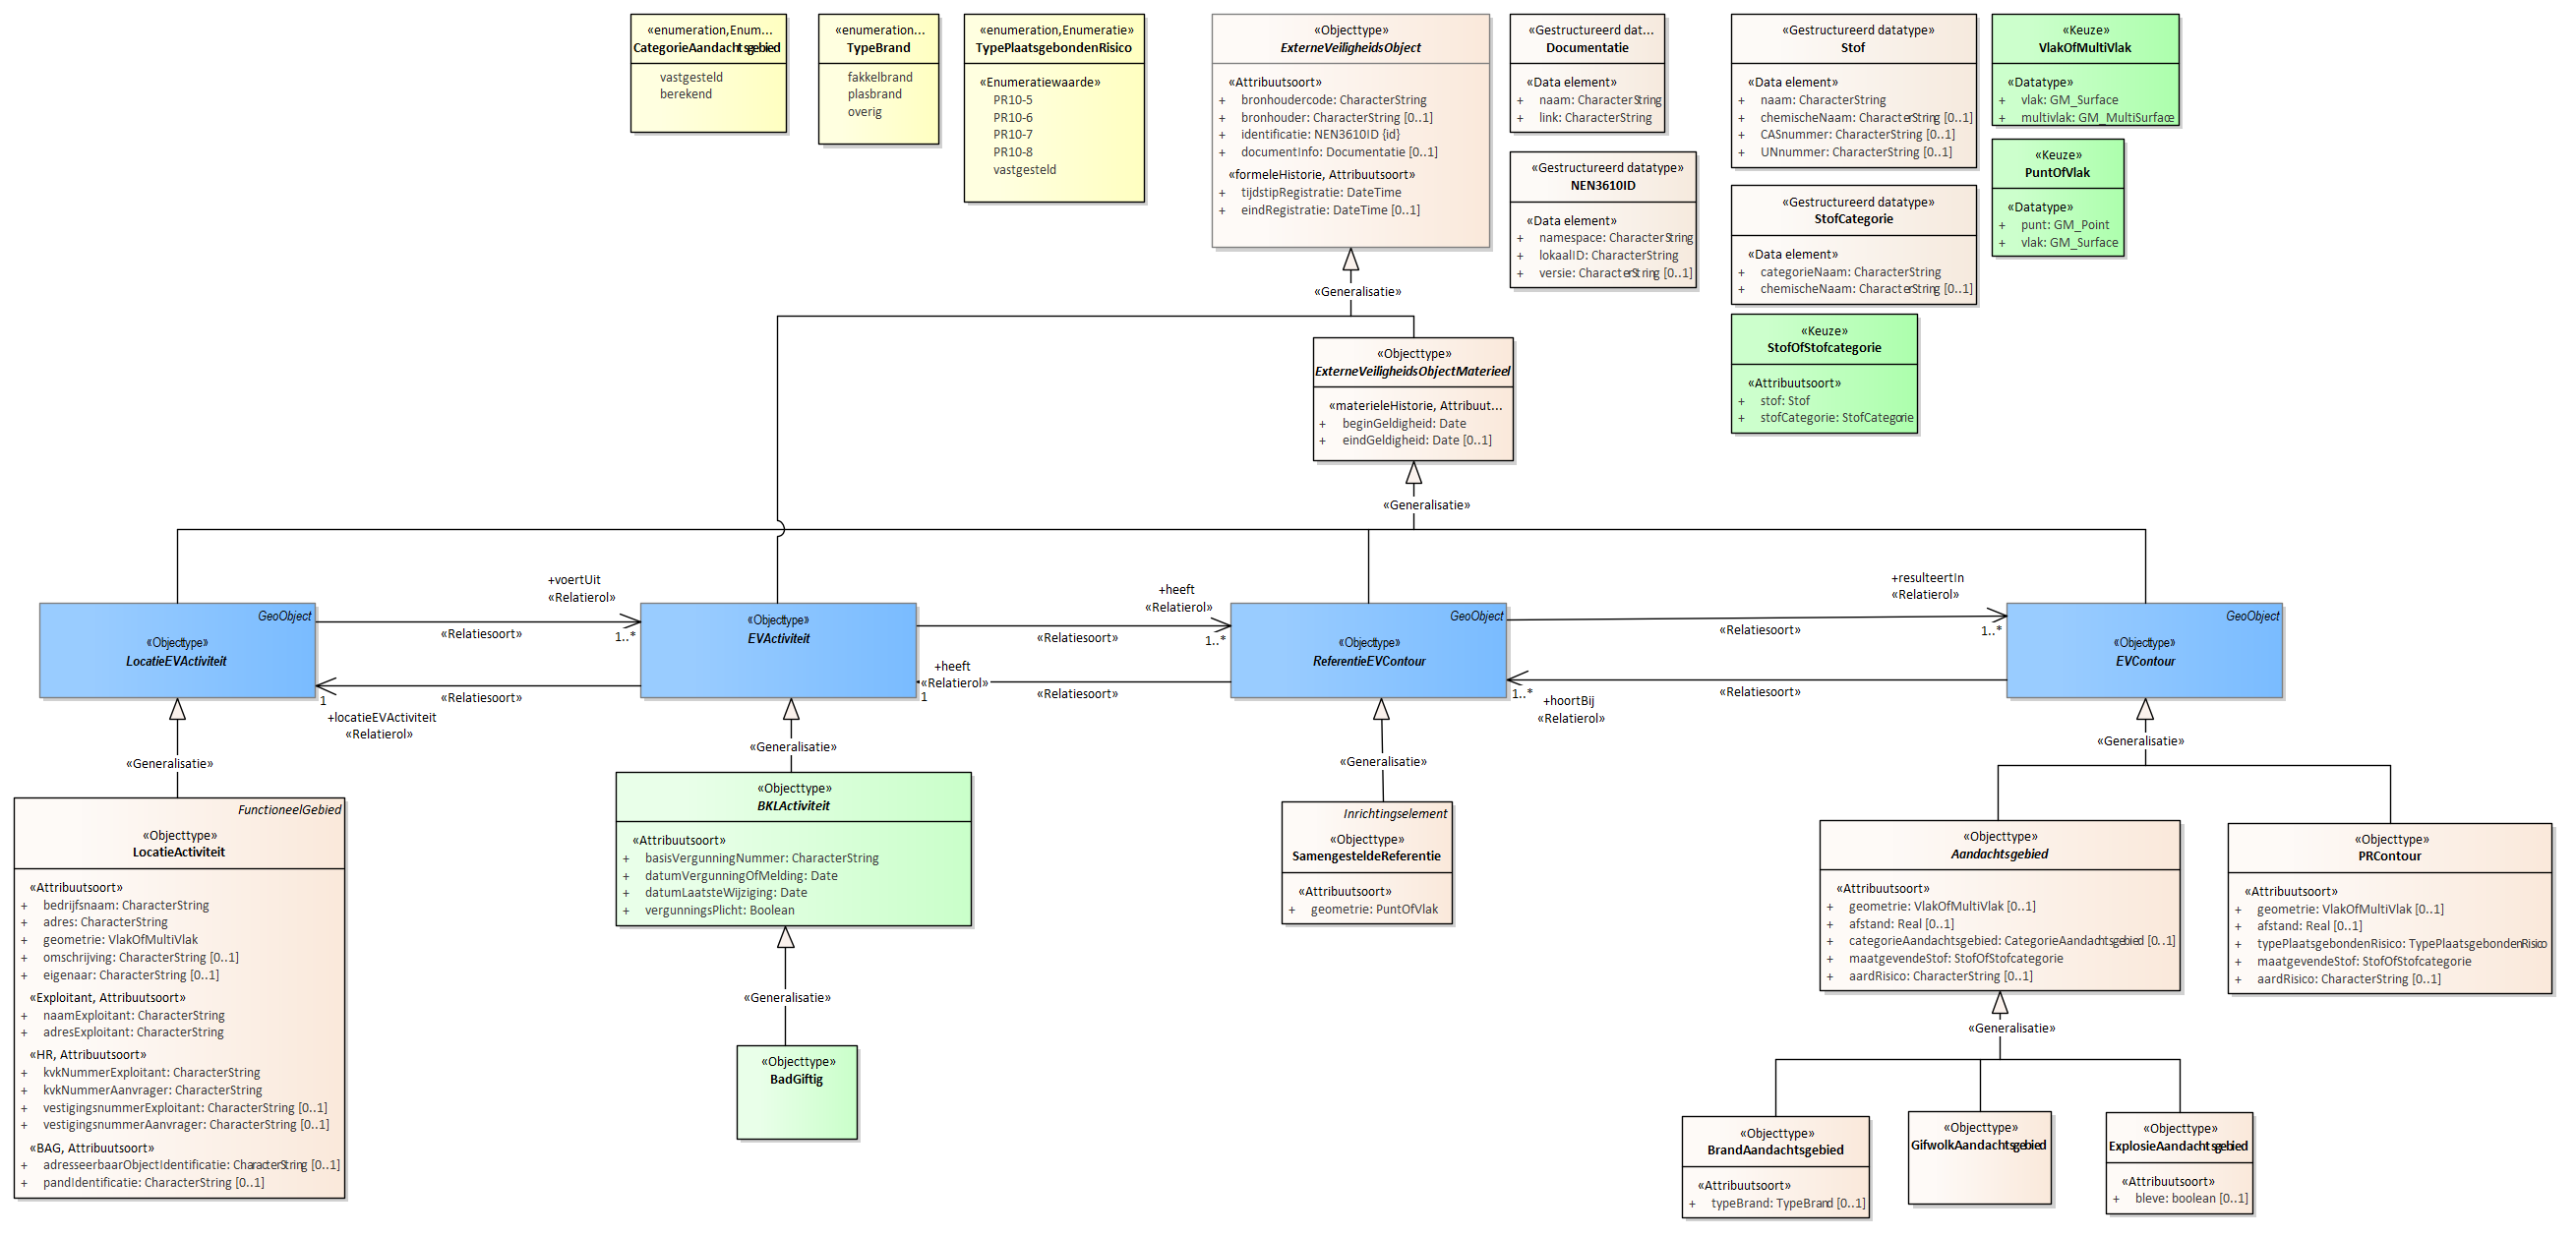 «enumeration,Enum...
CategorieAandachtsgebied
vastgesteld
berekend
«enumeration...
TypeBrand
fakkelbrand
plasbrand
overig
«enumeration,Enumeratie»
TypePlaatsgebondenRisico
«Enumeratiewaarde»
PR10-5
PR10-6
PR10-7
PR10-8
vastgesteld
«Objecttype»
ExterneVeiligheidsObject
«Attribuutsoort»
+ bronhoudercode: CharacterString
+ bronhouder: CharacterString [0..1]
+ identificatie: NEN3610ID {id}
+ documentInfo: Documentatie [0..1]
«formeleHistorie, Attribuutsoort»
+ tijdstipRegistratie: DateTime
+ eindRegistratie: DateTime [0..1]
«Gestructureerd dat...
Documentatie
«Data element»
+ naam: CharacterString
+ link: CharacterString
«Gestructureerd datatype»
NEN3610ID
«Data element»
+ namespace: CharacterString
+ lokaalID: CharacterString
+ versie: CharacterString [0..1]
«Gestructureerd datatype»
Stof
«Data element»
+ naam: CharacterString
+ chemischeNaam: CharacterString [0..1]
+ CASnummer: CharacterString [0..1]
+ UNnummer: CharacterString [0..1]
«Gestructureerd datatype»
StofCategorie
«Data element»
+ categorieNaam: CharacterString
+ chemischeNaam: CharacterString [0..1]
«Keuze»
StofOfStofcategorie
«Attribuutsoort»
+ stof: Stof
+ stofCategorie: StofCategorie
«Keuze»
VlakOfMultiVlak
«Datatype»
+ vlak: GM_Surface
+ multivlak: GM_MultiSurface
«Keuze»
PuntOfVlak
«Datatype»
+ punt: GM_Point
+ vlak: GM_Surface
«Generalisatie»
«Objecttype»
ExterneVeiligheidsObjectMaterieel
«materieleHistorie, Attribuut...
+ beginGeldigheid: Date
+ eindGeldigheid: Date [0..1]
«Generalisatie»
GeoObject
«Objecttype»
LocatieEVActiviteit
+voertUit
«Relatierol»
1..*
«Relatiesoort»
«Relatiesoort»
1
+locatieEVActiviteit
«Relatierol»
«Objecttype»
EVActiviteit
+heeft
«Relatierol»
1..*
«Relatiesoort»
+heeft
«Relatierol»
1
«Relatiesoort»
GeoObject
«Objecttype»
ReferentieEVContour
+resulteertIn
«Relatierol»
1..*
«Relatiesoort»
«Relatiesoort»
1..*
+hoortBij
«Relatierol»
GeoObject
«Objecttype»
EVContour
«Generalisatie»
FunctioneelGebied
«Objecttype»
LocatieActiviteit
«Attribuutsoort»
+ bedrijfsnaam: CharacterString
+ adres: CharacterString
+ geometrie: VlakOfMultiVlak
+ omschrijving: CharacterString [0..1]
+ eigenaar: CharacterString [0..1]
«Exploitant, Attribuutsoort»
+ naamExploitant: CharacterString
+ adresExploitant: CharacterString
«HR, Attribuutsoort»
+ kvkNummerExploitant: CharacterString
+ kvkNummerAanvrager: CharacterString
+ vestigingsnummerExploitant: CharacterString [0..1]
+ vestigingsnummerAanvrager: CharacterString [0..1]
«BAG, Attribuutsoort»
+ adresseerbaarObjectIdentificatie: CharacterString [0..1]
+ pandIdentificatie: CharacterString [0..1]
«Generalisatie»
«Objecttype»
BKLActiviteit
«Attribuutsoort»
+ basisVergunningNummer: CharacterString
+ datumVergunningOfMelding: Date
+ datumLaatsteWijziging: Date
+ vergunningsPlicht: Boolean
«Generalisatie»
«Objecttype»
BadGiftig
«Generalisatie»
Inrichtingselement
«Objecttype»
SamengesteldeReferentie
«Attribuutsoort»
+ geometrie: PuntOfVlak
«Generalisatie»
«Objecttype»
Aandachtsgebied
«Attribuutsoort»
+ geometrie: VlakOfMultiVlak [0..1]
+ afstand: Real [0..1]
+ categorieAandachtsgebied: CategorieAandachtsgebied [0..1]
+ maatgevendeStof: StofOfStofcategorie
+ aardRisico: CharacterString [0..1]
«Objecttype»
PRContour
«Attribuutsoort»
+ geometrie: VlakOfMultiVlak [0..1]
+ afstand: Real [0..1]
+ typePlaatsgebondenRisico: TypePlaatsgebondenRisico
+ maatgevendeStof: StofOfStofcategorie
+ aardRisico: CharacterString [0..1]
«Generalisatie»
«Objecttype»
BrandAandachtsgebied
«Attribuutsoort»
+ typeBrand: TypeBrand [0..1]
«Objecttype»
GifwolkAandachtsgebied
«Objecttype»
ExplosieAandachtsgebied
«Attribuutsoort»
+ bleve: boolean [0..1]